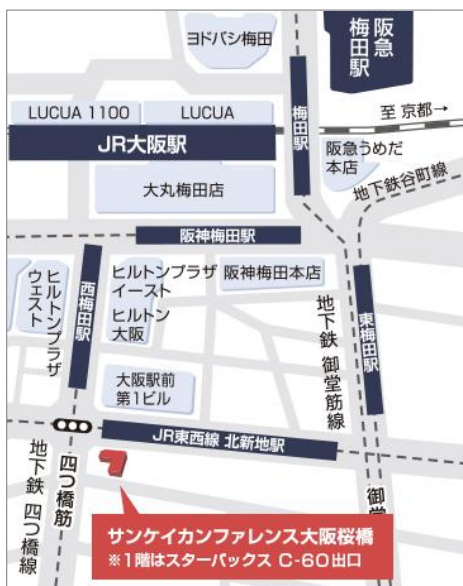 ヨドバシ梅田
阪急
梅田駅
梅田駅
LUCUA 1100
LUCUA
至 京都→
JR大阪駅
阪急うめだ
本店
大丸梅田店
地下鉄谷町線
阪神梅田駅
ヒルトンプラザ
ウェスト
西梅田駅
ヒルトンプラザ
イースト
ヒルトン
大阪
阪神梅田本店
地下鉄 御堂筋線
東梅田駅
大阪駅前
第1ビル
JR東西線 北新地駅
地下鉄 四つ橋線
四つ橋筋
御堂
サンケイカンファレンス大阪桜橋
※1階はスターバックス C-60出口